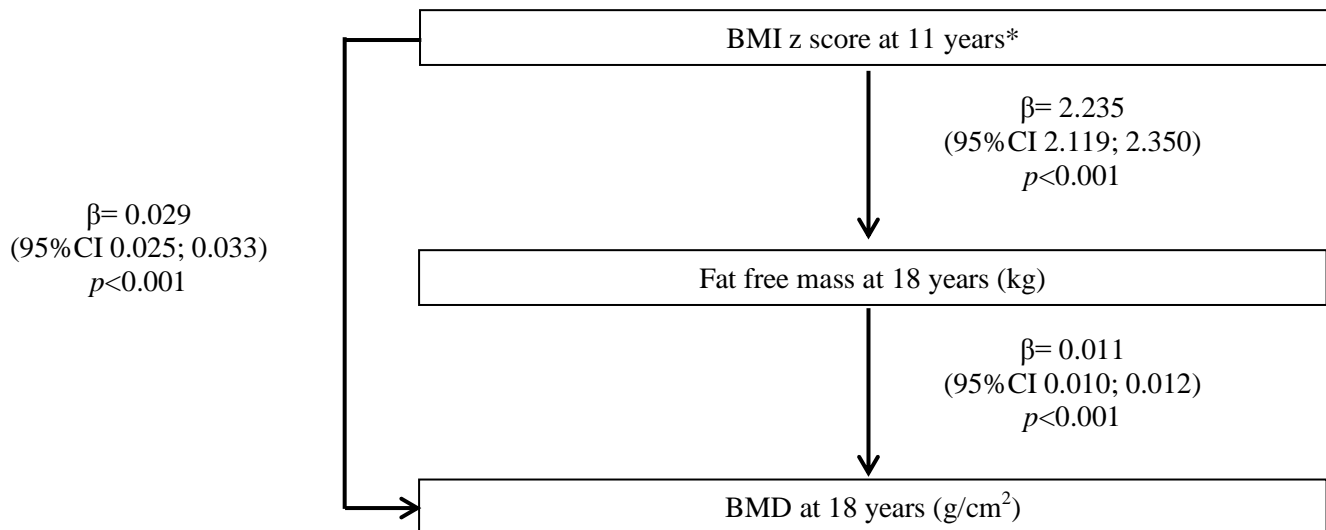 BMI z score at 11 years*
β= 2.235
(95%CI 2.119; 2.350)
p<0.001
β= 0.029
(95%CI 0.025; 0.033)
p<0.001
Fat free mass at 18 years (kg)
β= 0.011
(95%CI 0.010; 0.012)
p<0.001
BMD at 18 years (g/cm²)